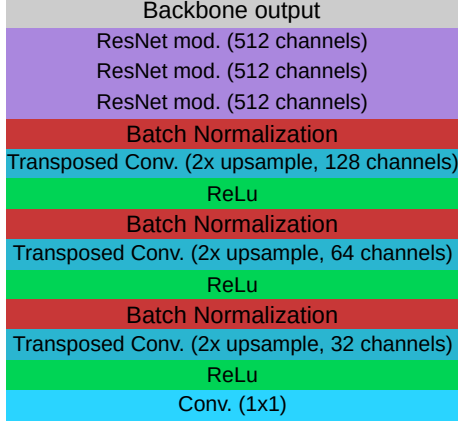 Backbone output
ResNet mod. (512 channels)
ResNet mod. (512 channels)
ResNet mod. (512 channels)
Batch Normalization
Transposed Conv. (2x upsample, 128 channels)
ReLu
Batch Normalization
Transposed Conv. (2x upsample, 64 channels)
ReLu
Batch Normalization
Transposed Conv. (2x upsample, 32 channels)
ReLu
Conv. (1x1)